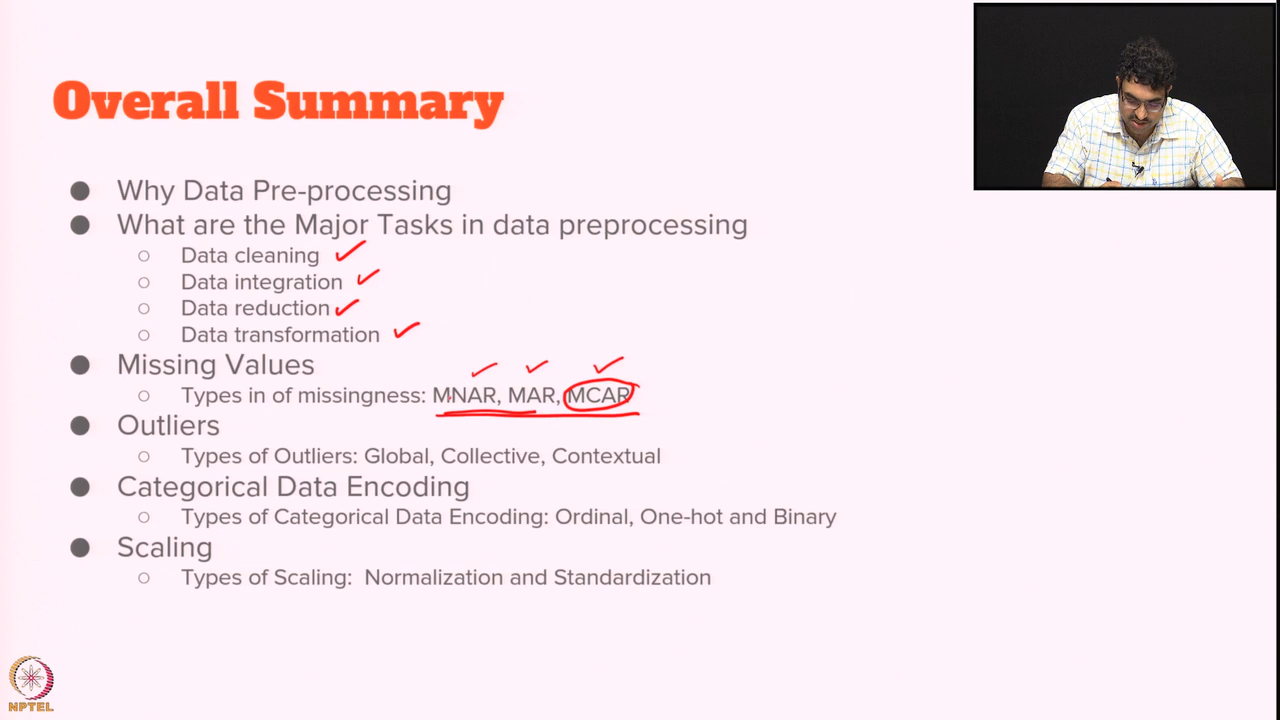 Overall Summary
● Why Data Pre-processing
● What are the Major Tasks in data preprocessing
○ Data cleaning
○ Data integration
○ Data reduction
○ Data transformation
● Missing Values
○ Types in of missingness: MNAR, MAR, MCAR
● Outliers
○ Types of Outliers: Global, Collective, Contextual
● Categorical Data Encoding
○ Types of Categorical Data Encoding: Ordinal, One-hot and Binary
● Scaling
○ Types of Scaling: Normalization and Standardization
NPTEL